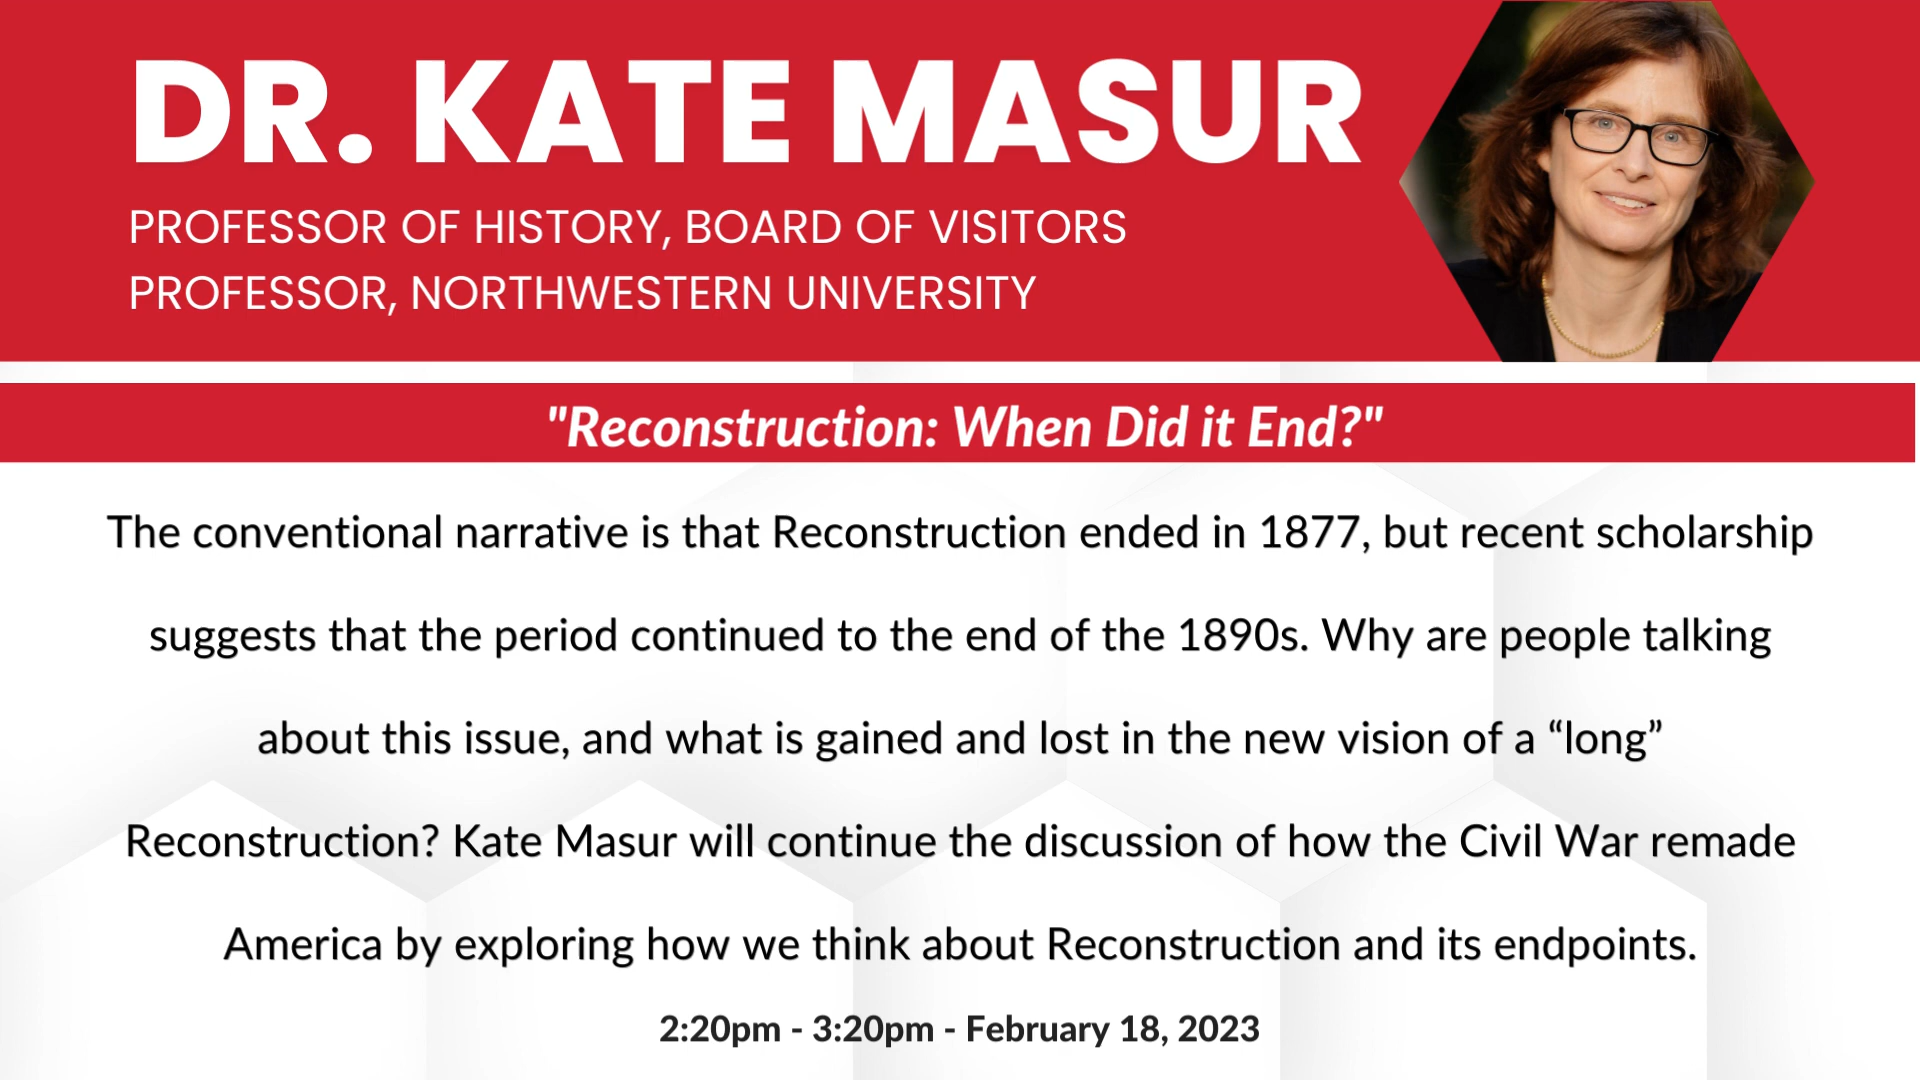 DR. KATE MASUR
PROFESSOR OF HISTORY, BOARD OF VISITORS
PROFESSOR, NORTHWESTERN UNIVERSITY
"Reconstruction: When Did it End?"
The conventional narrative is that Reconstruction ended in 1877, but recent scholarship
suggests that the period continued to the end of the 1890s. Why are people talking
about this issue, and what is gained and lost in the new vision of a “long”
Reconstruction? Kate Masur will continue the discussion of how the Civil War remade
America by exploring how we think about Reconstruction and its endpoints.
2:20pm - 3:20pm - February 18, 2023